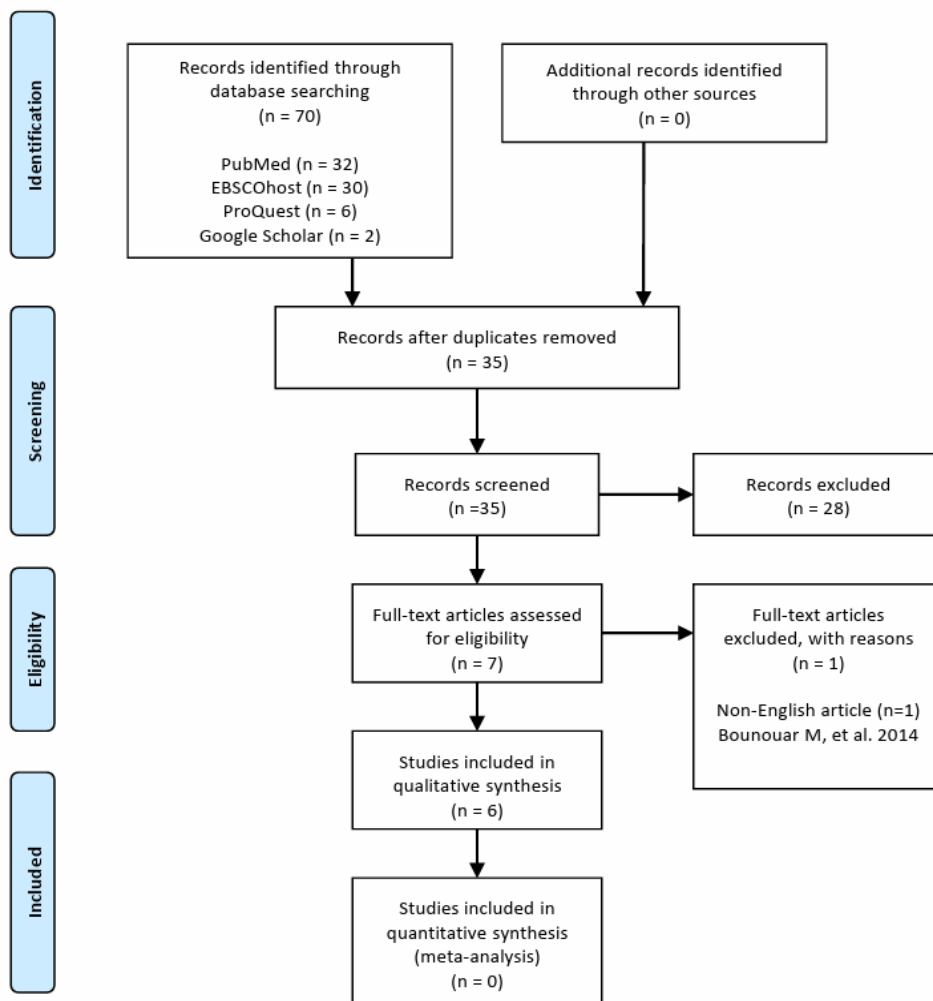 Identification
Records identified through
database searching
(n = 70)
PubMed (n = 32)
EBSCOhost (n = 30)
ProQuest (n = 6)
Google Scholar (n = 2)
Additional records identified
through other sources
(n = 0)
Screening
Records after duplicates removed
(n = 35)
Records screened
(n =35)
Records excluded
(n = 28)
Eligibility
Full-text articles assessed
for eligibility
(n = 7)
Full-text articles
excluded, with reasons
(n = 1)
Non-English article (n=1)
Bounouar M, et al. 2014
Included
Studies included in
qualitative synthesis
(n = 6)
Studies included in
quantitative synthesis
(meta-analysis)
(n = 0)